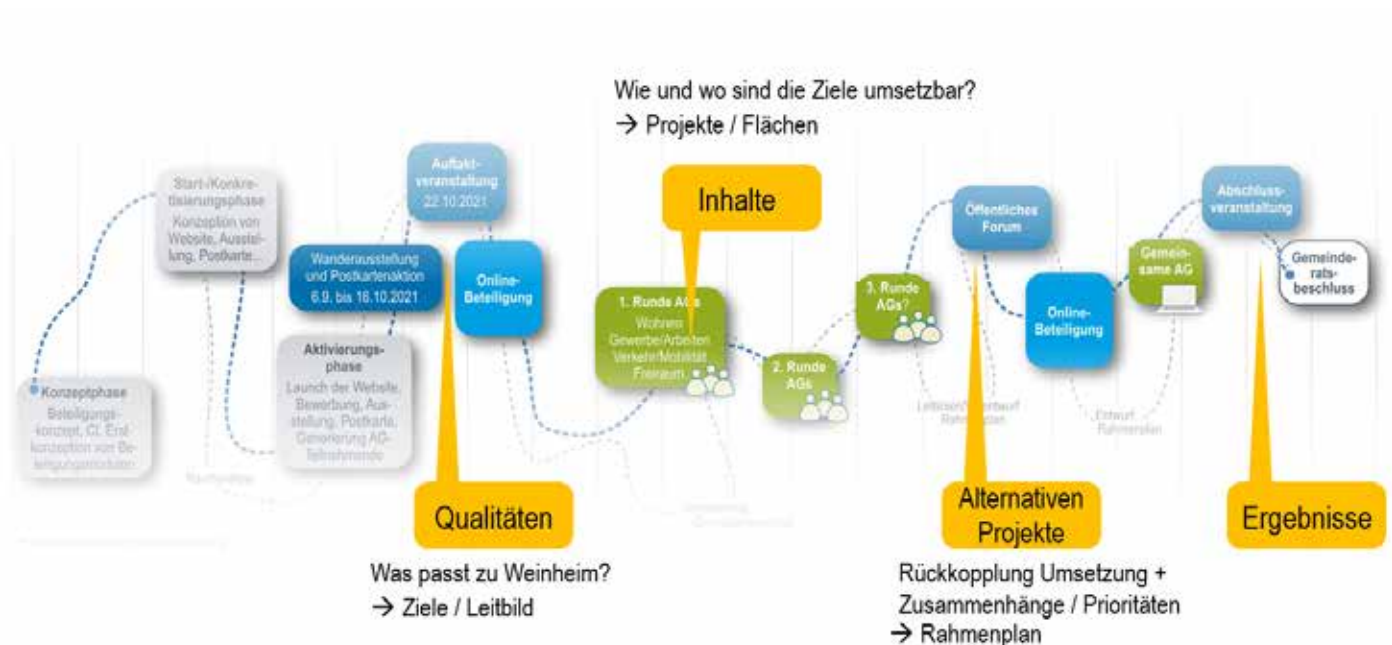 Wie und wo sind die Ziele umsetzbar?
→ Projekte / Flächen
Start-/Konkre-
tisierungsphase
Konzeption von
Website, Ausstel-
lung, Postkarte...
Auftakt-
veranstaltung
22.10.2021
Wanderausstellung
und Postkartenaktion
6.9. bis 16.10.2021
Online-
Beteiligung
Aktivierungs-
phase
Launch der Website,
Bewerbung, Aus-
stellung, Postkarte,
Generierung AG-
Teilnehmende
Konzeptphase
Beteiligungs-
konzept, CI,
konzeption von Be-
Inhalte
1. Runde AGs
Wohnen
Gewerbe/Arbeiten
Verkehr/Mobilität
Freiraum
2. Runde
AGs
3. Runde
AGs?
Öffentliches
Forum
Online-
Beteiligung
Gemein-
same AG
Abschluss-
veranstaltung
Gemeinde-
rats-
beschluss
Rahmenplan
Entwurf
Rahmenplan
Qualitäten
Was passt zu Weinheim?
→ Ziele / Leitbild
Alternativen
Projekte
Rückkopplung Umsetzung +
Zusammenhänge / Prioritäten
→ Rahmenplan
Ergebnisse